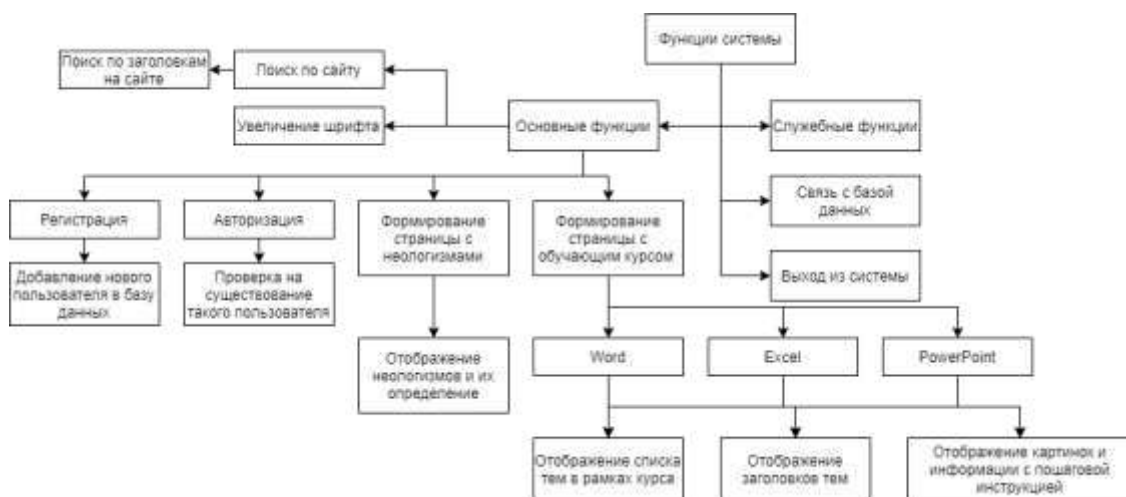 Функции системы
Поиск по заголовкам
на сайте
Поиск по сайту
Увеличение шрифта
Основные функции
Служебные функции
Регистрация
Авторизация
Формирование
страницы с
неологизмами
Формирование
страницы с
обучающим курсом
Связь с базой
данных
Добавление нового
пользователя в базу
данных
Проверка на
существование
такого пользователя
Выход из системы
Отображение
неологизмов и их
определение
Word
Excel
PowerPoint
Отображение списка
тем в рамках курса
Отображение
заголовков тем
Отображение картинок и
информации с пошаговой
инструкцией